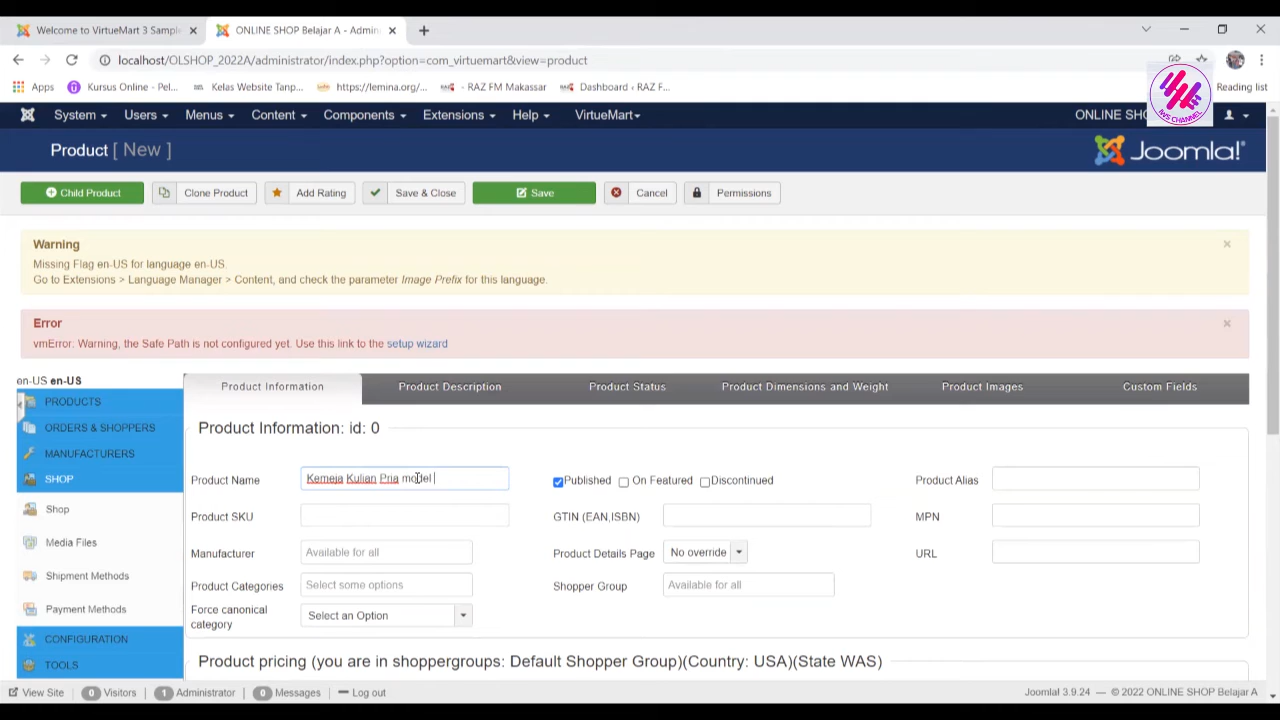 Welcome to VirtueMart 3 Sampl
ONLINE SHOP Belajar A - Admin
localhost/OLSHOP_2022A/administrator/index.php?option=com_virtuemart&view=product
Apps
Kursus Online - Pel...
Kelas Website Tanp...
https://lemina.org/...
- RAZ FM Makassar
Dashboard ‹ RAZ F...
Reading list
IWS CHANNEL
System
Users
Menus
Content
Components
Extensions
Help
VirtueMart
ONLINE SHO
Product [ New ]
Joomla!
Child Product
Clone Product
Add Rating
Save & Close
Save
Cancel
Permissions
Warning
Missing Flag en-US for language en-US.
Go to Extensions > Language Manager > Content, and check the parameter Image Prefix for this language.
Error
vmError: Warning, the Safe Path is not configured yet. Use this link to the setup wizard
en-US en-US
PRODUCTS
ORDERS & SHOPPERS
MANUFACTURERS
SHOP
Shop
Media Files
Shipment Methods
Payment Methods
CONFIGURATION
TOOLS
Product Information
Product Description
Product Status
Product Dimensions and Weight
Product Images
Custom Fields
Product Information: id: 0
Product Name
Kemeja Kulian Pria model
Published
On Featured
Discontinued
Product Alias
Product SKU
GTIN (EAN,ISBN)
MPN
Manufacturer
Available for all
Product Details Page
No override
URL
Product Categories
Select some options
Shopper Group
Available for all
Force canonical
category
Select an Option
Product pricing (you are in shoppergroups: Default Shopper Group)(Country: USA)(State WAS)
View Site
0 Visitors
1 Administrator
0 Messages
Log out
Joomla! 3.9.24 — © 2022 ONLINE SHOP Belajar A